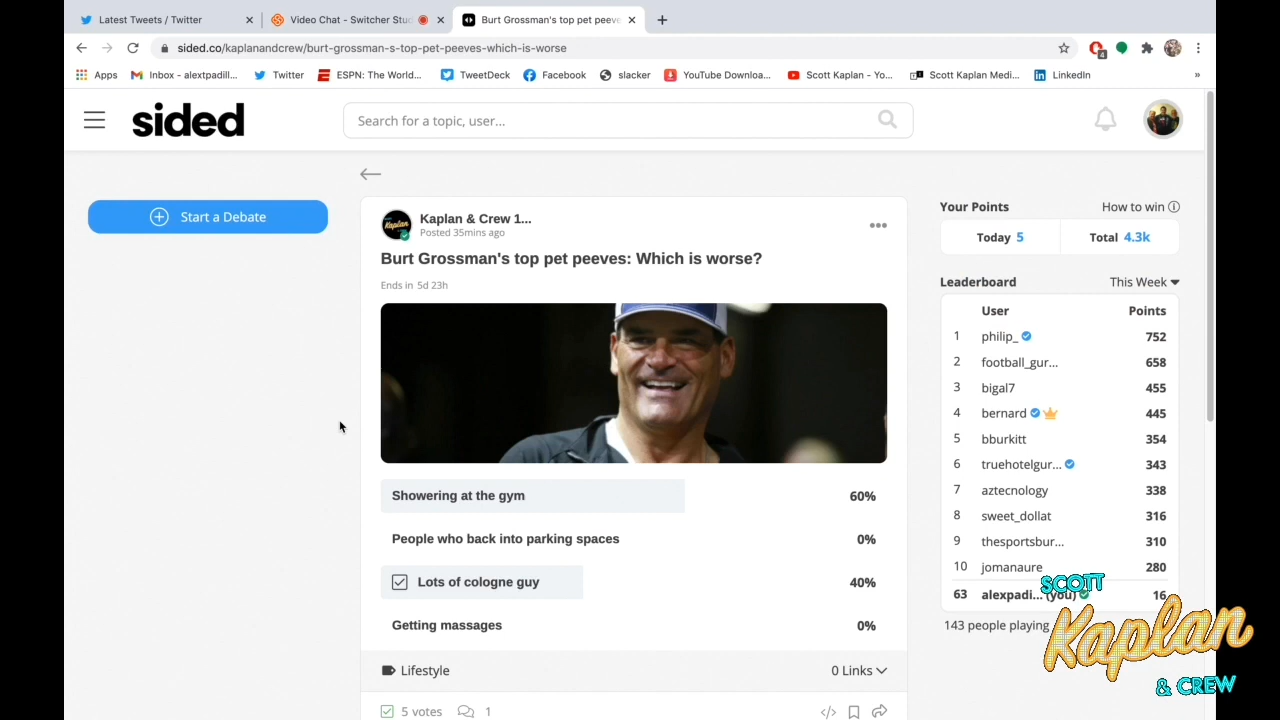 Latest Tweets / Twitter
Video Chat - Switcher Stud
Burt Grossman's top pet peeve
sided.co/kaplanandcrew/burt-grossman-s-top-pet-peeves-which-is-worse
4
Apps
Inbox - alextpadill...
Twitter
ESPN: The World...
TweetDeck
Facebook
slacker
YouTube Downloa...
Scott Kaplan - Yo...
Scott Kaplan Medi...
LinkedIn
»
sided
Search for a topic, user...
Start a Debate
Kaplan & Crew 1...
Posted 35mins ago
Burt Grossman's top pet peeves: Which is worse?
Ends in 5d 23h
Showering at the gym 60%
People who back into parking spaces 0%
Lots of cologne guy 40%
Getting massages 0%
Lifestyle
0 Links
5 votes
1
Your Points
How to win
Today 5
Total 4.3k
Leaderboard
This Week
User Points
1 philip_ 752
2 football_gur... 658
3 bigal7 455
4 bernard 445
5 bburkitt 354
6 truehotelgur... 343
7 aztecnology 338
8 sweet_dollat 316
9 thesportsbur... 310
10 jomanaure 280
63 alexpadi... (you) 16
143 people playing
SCOTT
Kaplan
& CREW